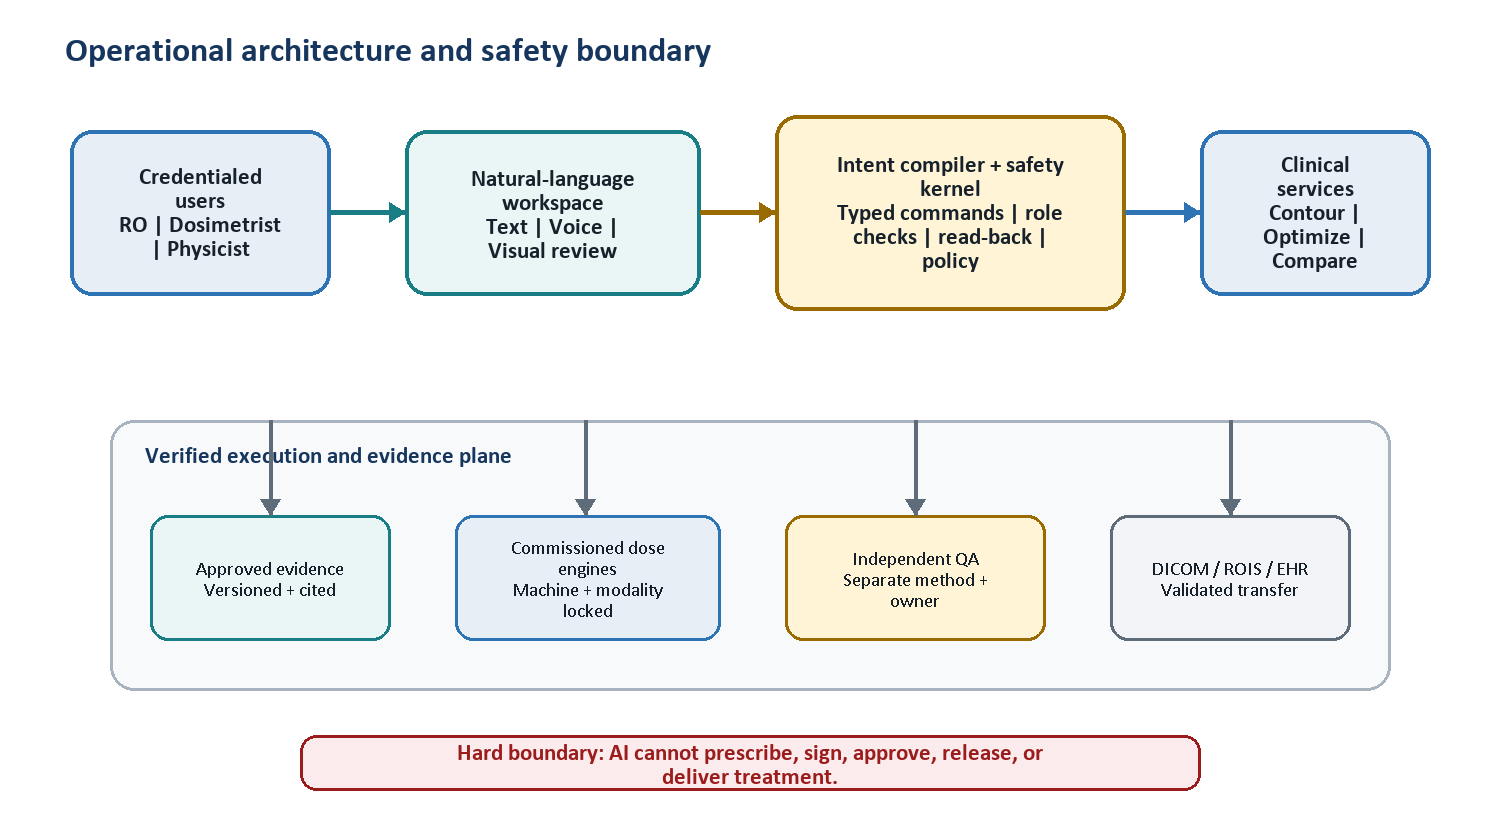 Operational architecture and safety boundary
Credentialed
users
RO | Dosimetrist
| Physicist
Natural-language
workspace
Text | Voice |
Visual review
Intent compiler + safety
kernel
Typed commands | role
checks | read-back |
policy
Clinical
services
Contour |
Optimize |
Compare
Verified execution and evidence plane
Approved evidence
Versioned + cited
Commissioned dose
engines
Machine + modality
locked
Independent QA
Separate method +
owner
DICOM / ROIS / EHR
Validated transfer
Hard boundary: AI cannot prescribe, sign, approve, release, or
deliver treatment.